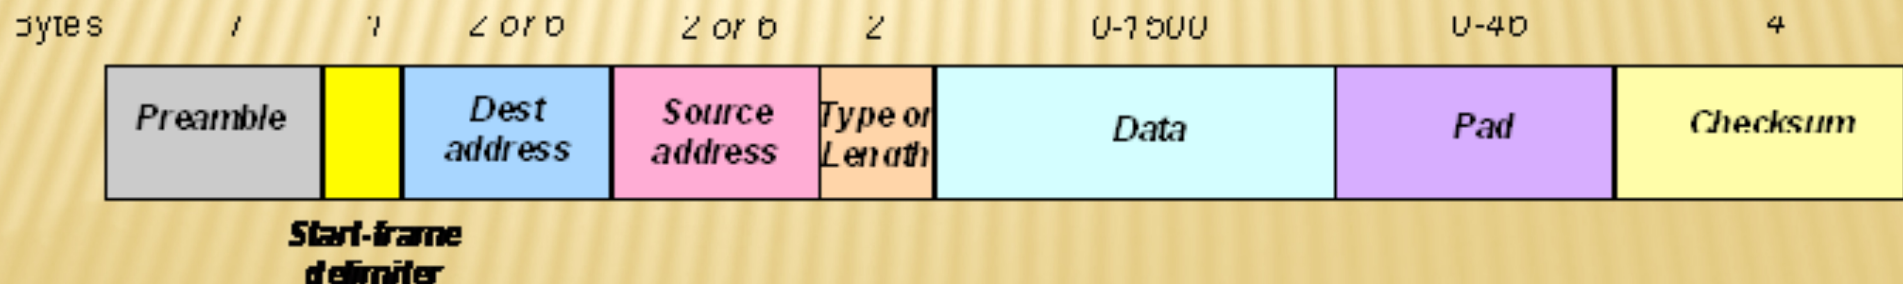 Bytes 7 1 2 or 6 2 or 6 2 0-1500 0-46 4
Preamble
Dest
address
Source
address
Type or
Length
Data
Pad
Checksum
Start-frame
delimiter